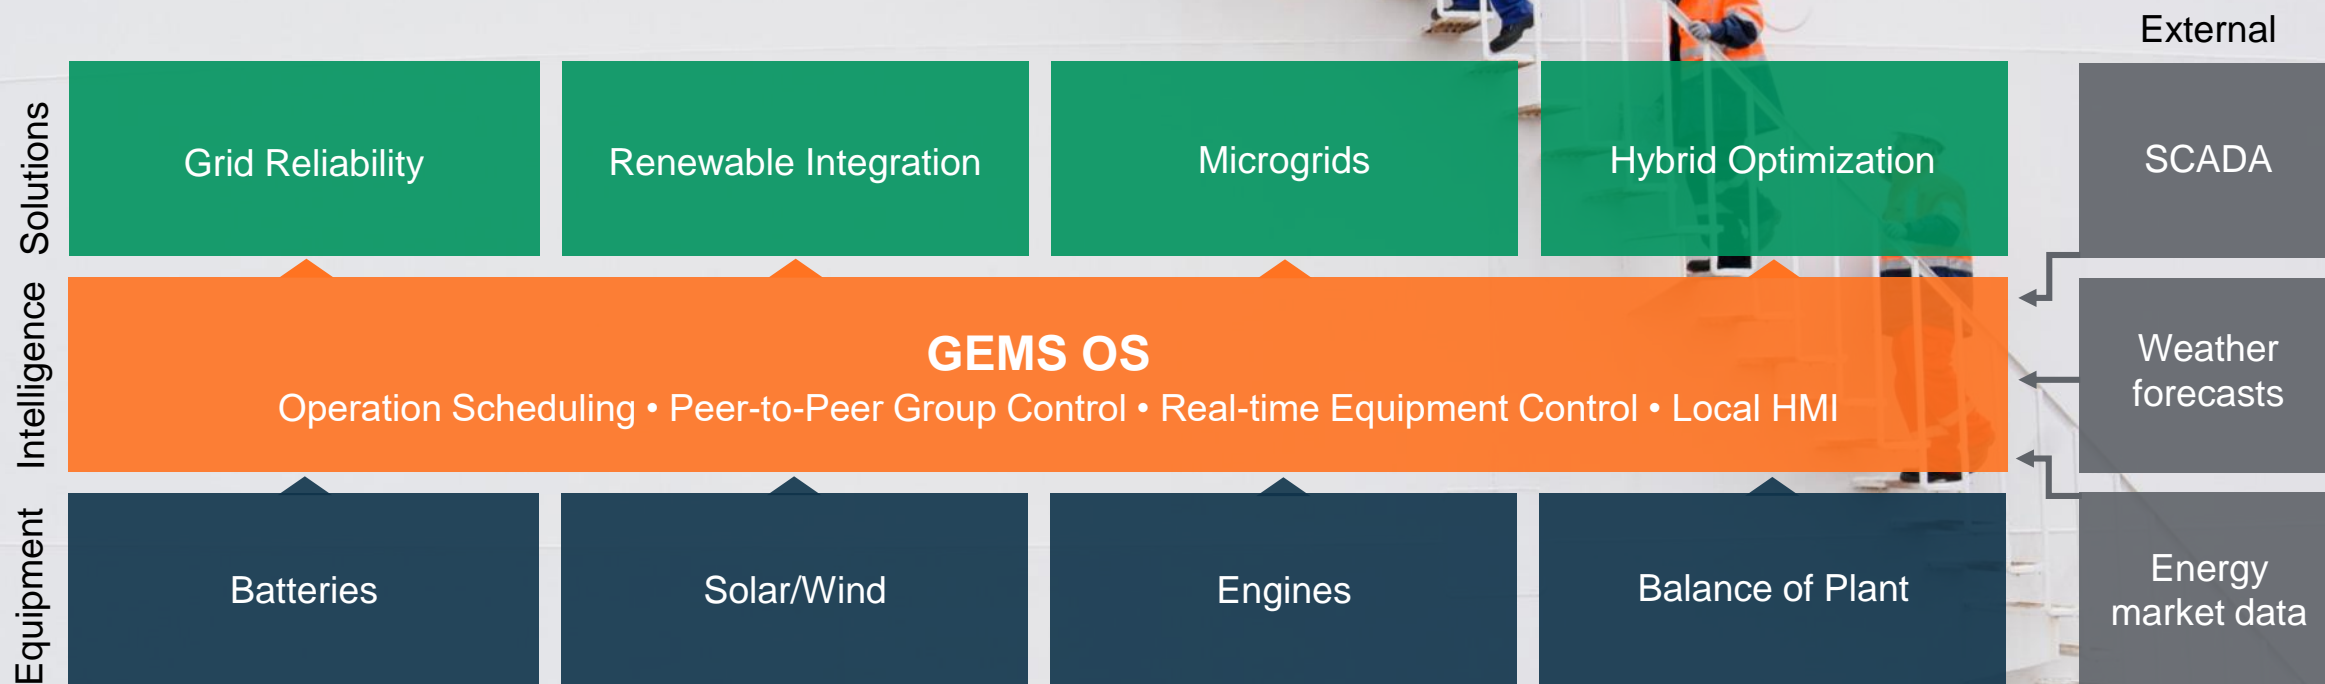 External
Solutions
Grid Reliability
Renewable Integration
Microgrids
Hybrid Optimization
SCADA
Intelligence
GEMS OS
Operation Scheduling • Peer-to-Peer Group Control • Real-time Equipment Control • Local HMI
Weather
forecasts
Equipment
Batteries
Solar/Wind
Engines
Balance of Plant
Energy
market data